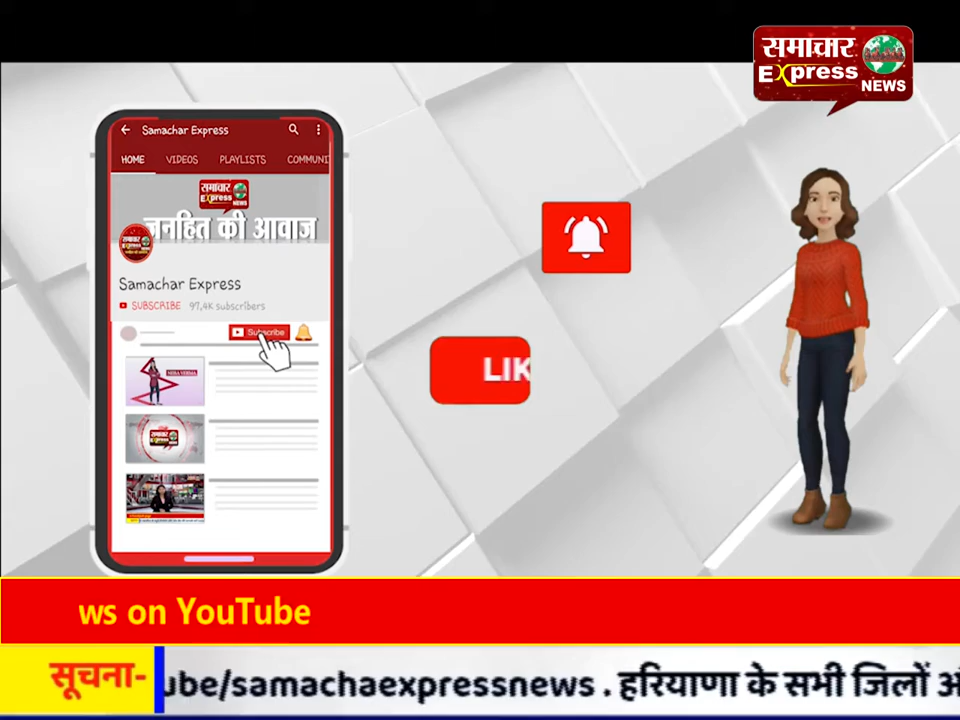 समाचार
Express
NEWS
Samachar Express
HOME VIDEOS PLAYLISTS COMMUNI
समाचार
Express
NEWS
जनहित की आवाज
Samachar Express
SUBSCRIBE 97.4K subscribers
Subscribe
LIK
ws on YouTube
सूचना-
ube/samachaexpressnews . हरियाणा के सभी जिलों